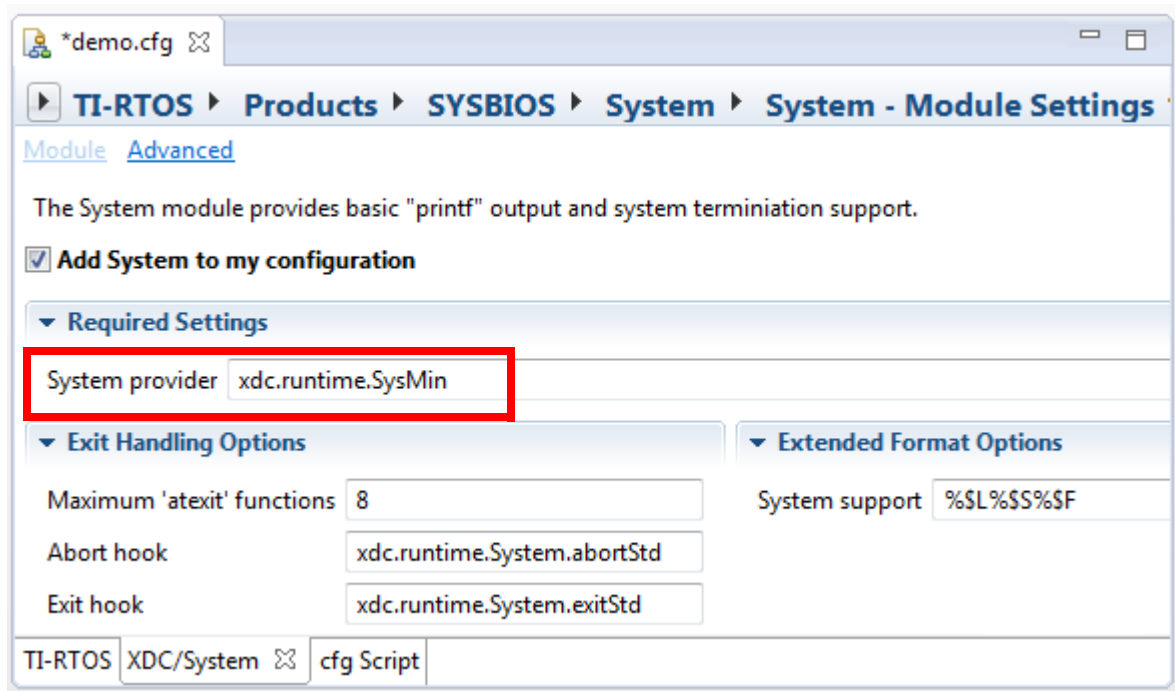 *demo.cfg
TI-RTOS Products SYSBIOS System System - Module Settings
Module Advanced
The System module provides basic "printf" output and system terminiation support.
Add System to my configuration
Required Settings
System provider xdc.runtime.SysMin
Exit Handling Options
Extended Format Options
Maximum 'atexit' functions 8
System support %$L%$S%$F
Abort hook xdc.runtime.System.abortStd
Exit hook xdc.runtime.System.exitStd
TI-RTOS XDC/System cfg Script